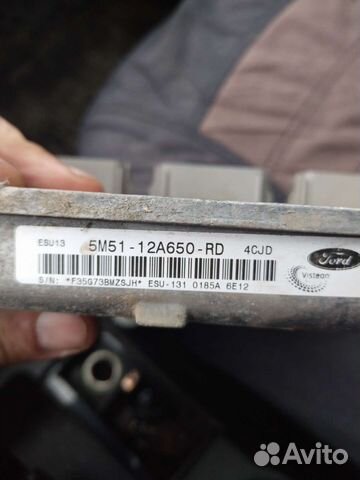 ESU13 5M51-12A650-RD 4CJD
Ford
S/N: *F35G73BMZSJH* ESU-131 0185A 6E12
Visteon
Avito